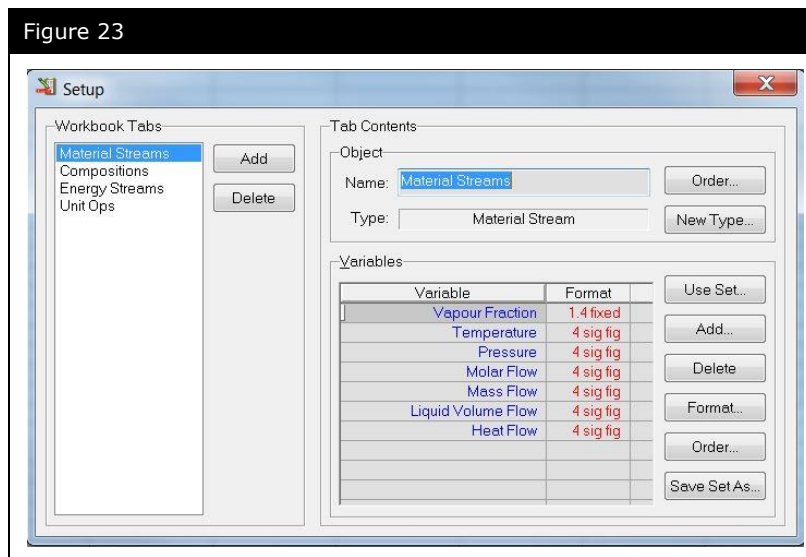 Figure 23
Setup
X
Workbook Tabs
Material Streams
Compositions
Energy Streams
Unit Ops
Add
Delete
Tab Contents
Object
Name: Material Streams
Order...
Type: Material Stream
New Type...
Variables
Variable Format
Vapour Fraction 1.4 fixed
Temperature 4 sig fig
Pressure 4 sig fig
Molar Flow 4 sig fig
Mass Flow 4 sig fig
Liquid Volume Flow 4 sig fig
Heat Flow 4 sig fig
Use Set...
Add...
Delete
Format...
Order...
Save Set As...